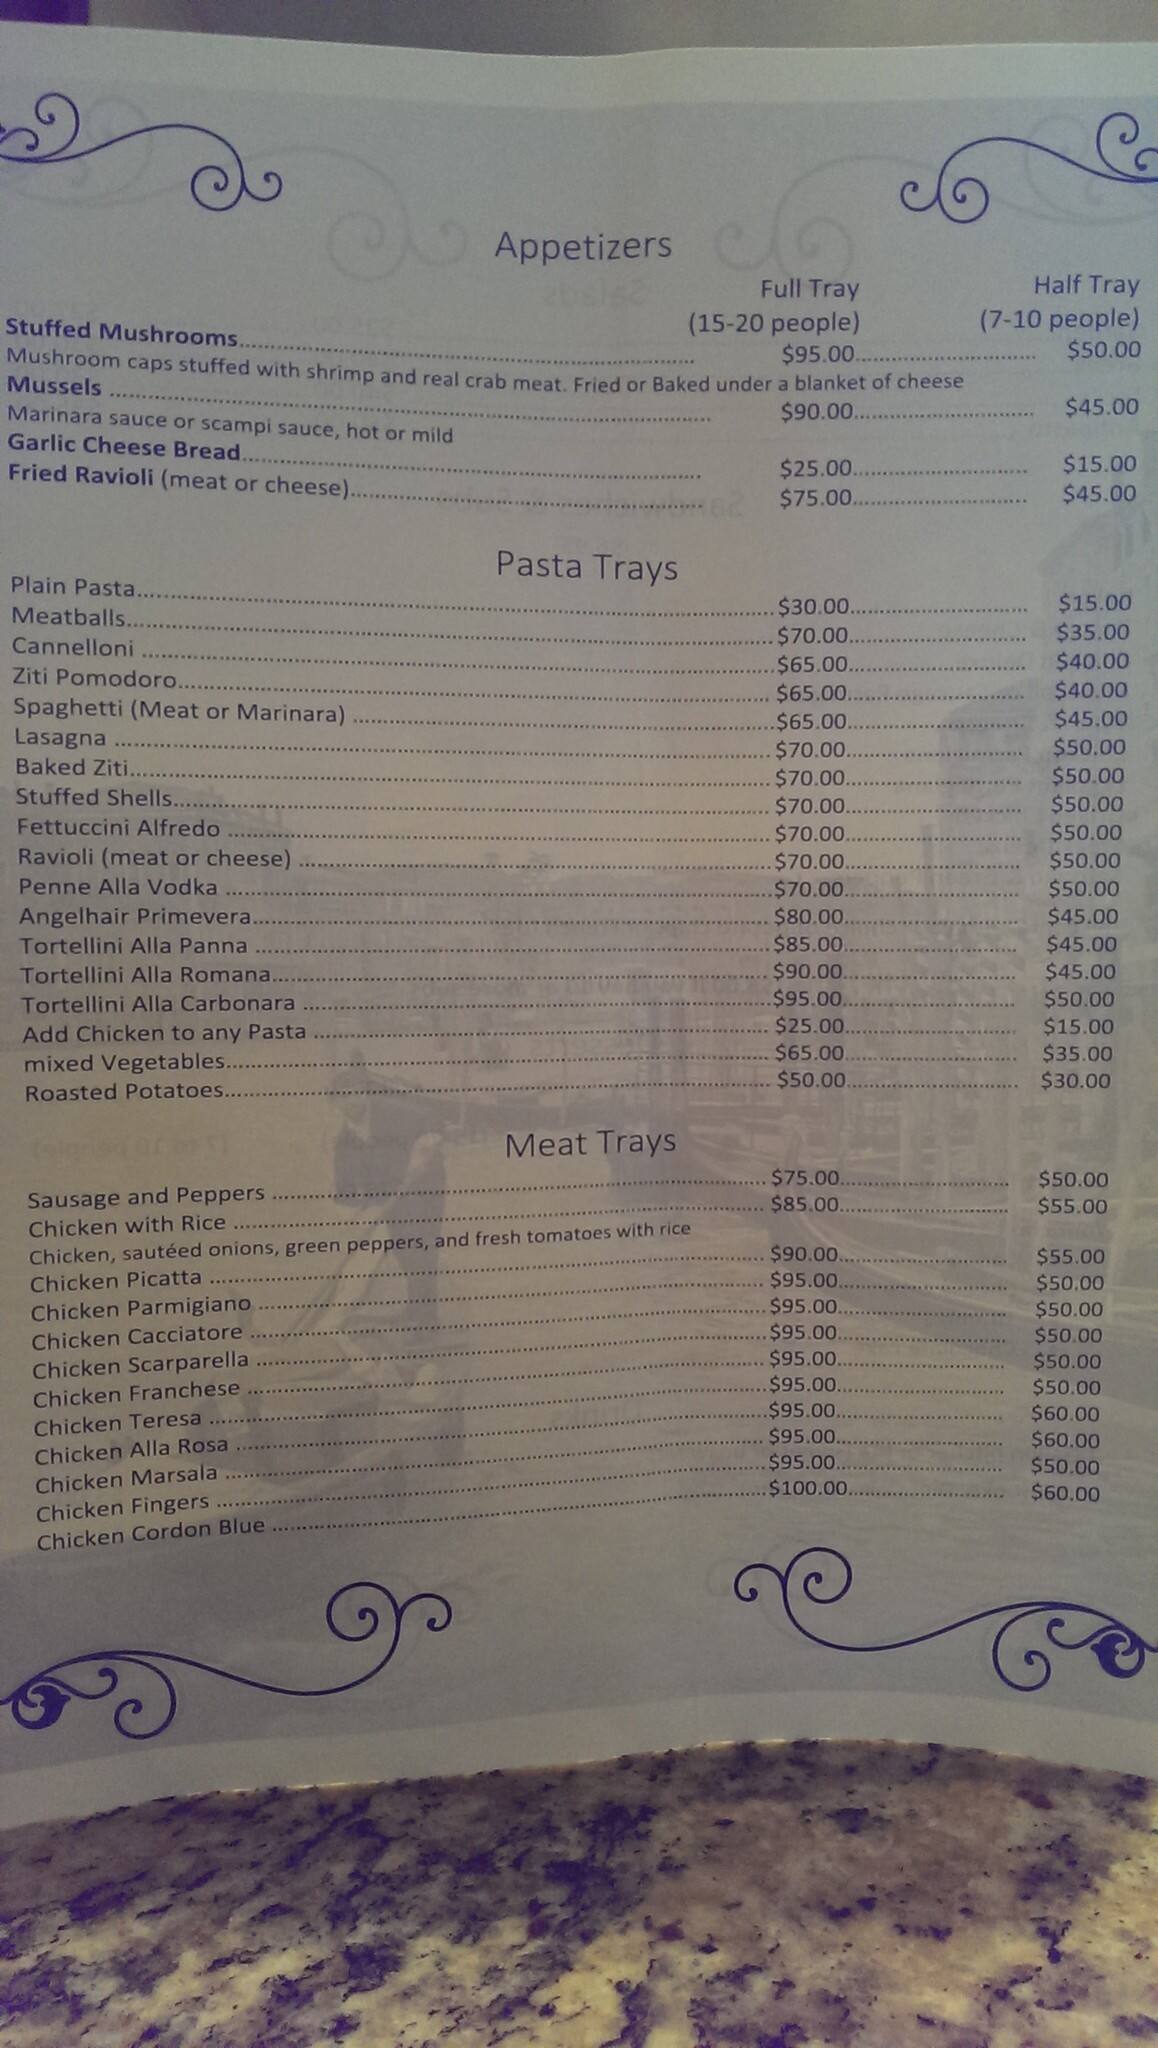 Appetizers
Full Tray Half Tray
(15-20 people) (7-10 people)
Stuffed Mushrooms.......... $95.00.......... $50.00
Mushroom caps stuffed with shrimp and real crab meat. Fried or Baked under a blanket of cheese
Mussels .......... $90.00.......... $45.00
Marinara sauce or scampi sauce, hot or mild
Garlic Cheese Bread.......... $25.00.......... $15.00
Fried Ravioli (meat or cheese).......... $75.00.......... $45.00
Pasta Trays
Plain Pasta.......... $30.00.......... $15.00
Meatballs.......... $70.00.......... $35.00
Cannelloni .......... $65.00.......... $40.00
Ziti Pomodoro.......... $65.00.......... $40.00
Spaghetti (Meat or Marinara) .......... $65.00.......... $45.00
Lasagna .......... $70.00.......... $50.00
Baked Ziti.......... $70.00.......... $50.00
Stuffed Shells.......... $70.00.......... $50.00
Fettuccini Alfredo .......... $70.00.......... $50.00
Ravioli (meat or cheese) .......... $70.00.......... $50.00
Penne Alla Vodka .......... $70.00.......... $50.00
Angelhair Primevera.......... $80.00.......... $45.00
Tortellini Alla Panna .......... $85.00.......... $45.00
Tortellini Alla Romana.......... $90.00.......... $45.00
Tortellini Alla Carbonara .......... $95.00.......... $50.00
Add Chicken to any Pasta .......... $25.00.......... $15.00
mixed Vegetables.......... $65.00.......... $35.00
Roasted Potatoes.......... $50.00.......... $30.00
Meat Trays
Sausage and Peppers .......... $75.00.......... $50.00
Chicken with Rice .......... $85.00.......... $55.00
Chicken, sautéed onions, green peppers, and fresh tomatoes with rice
Chicken Picatta .......... $90.00.......... $55.00
Chicken Parmigiano .......... $95.00.......... $50.00
Chicken Cacciatore .......... $95.00.......... $50.00
Chicken Scarparella .......... $95.00.......... $50.00
Chicken Franchese .......... $95.00.......... $50.00
Chicken Teresa .......... $95.00.......... $50.00
Chicken Alla Rosa .......... $95.00.......... $60.00
Chicken Marsala .......... $95.00.......... $60.00
Chicken Fingers .......... $95.00.......... $50.00
Chicken Cordon Blue .......... $100.00.......... $60.00